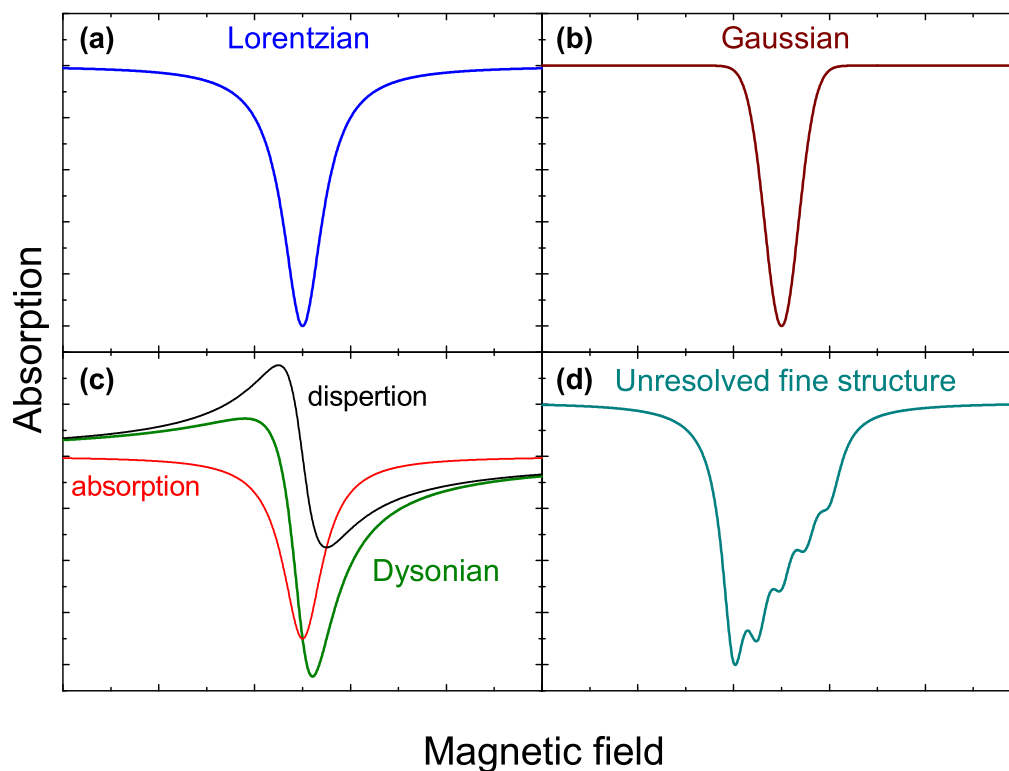 (a) Lorentzian
(b) Gaussian
(c)
dispertion
absorption
Dysonian
(d) Unresolved fine structure
Absorption
Magnetic field